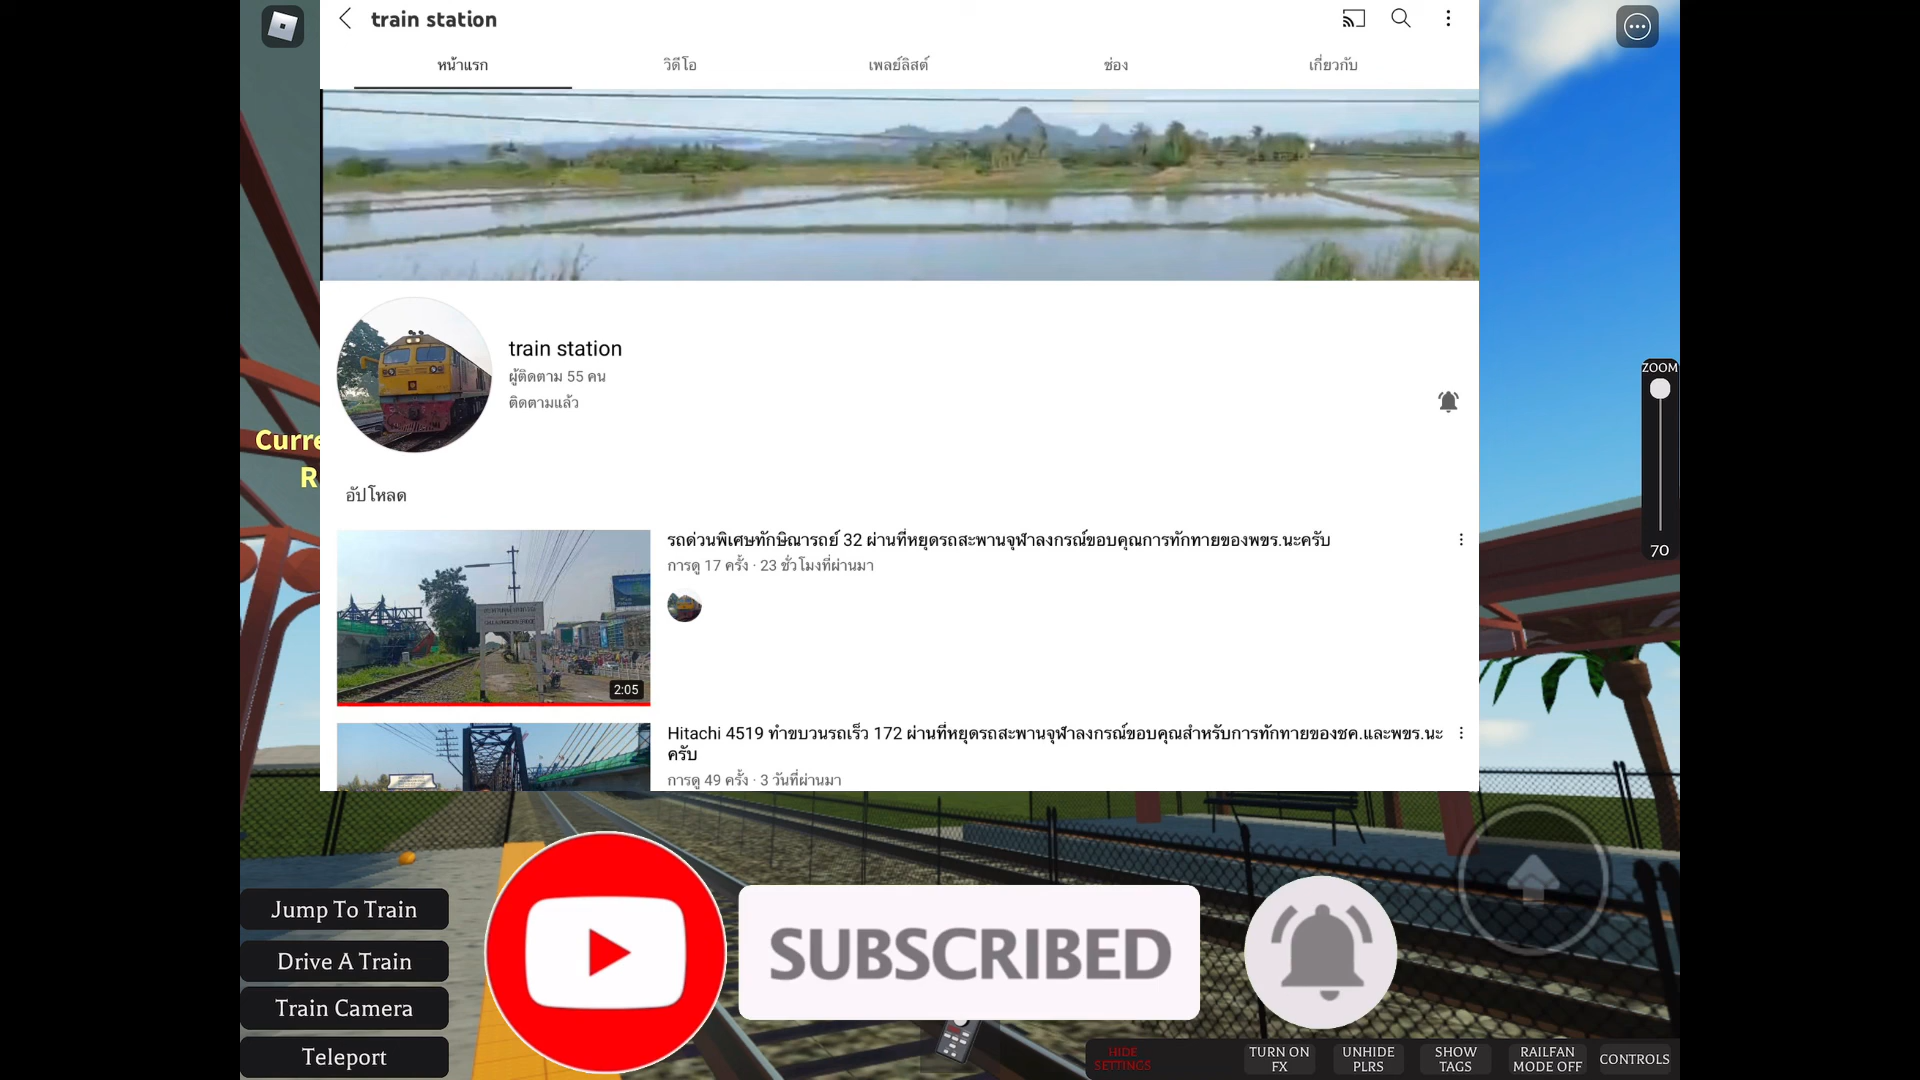 train station
หน้าแรก
วิดีโอ
เพลย์ลิสต์
ช่อง
เกี่ยวกับ
train station
ผู้ติดตาม 55 คน
ติดตามแล้ว
ZOOM
Curre
R
อัปโหลด
รถด่วนพิเศษทักษิณารถย์ 32 ผ่านที่หยุดรถสะพานจุฬาลงกรณ์ขอบคุณการทักทายของพขร.นะครับ
การดู 17 ครั้ง · 23 ชั่วโมงที่ผ่านมา
70
2:05
Hitachi 4519 ทำขบวนรถเร็ว 172 ผ่านที่หยุดรถสะพานจุฬาลงกรณ์ขอบคุณสำหรับการทักทายของชค.และพขร.นะ
ครับ
การดู 49 ครั้ง · 3 วันที่ผ่านมา
Jump To Train
Drive A Train
Train Camera
Teleport
SUBSCRIBED
HIDE
SETTINGS
TURN ON
FX
UNHIDE
PLRS
SHOW
TAGS
RAILFAN
MODE OFF
CONTROLS